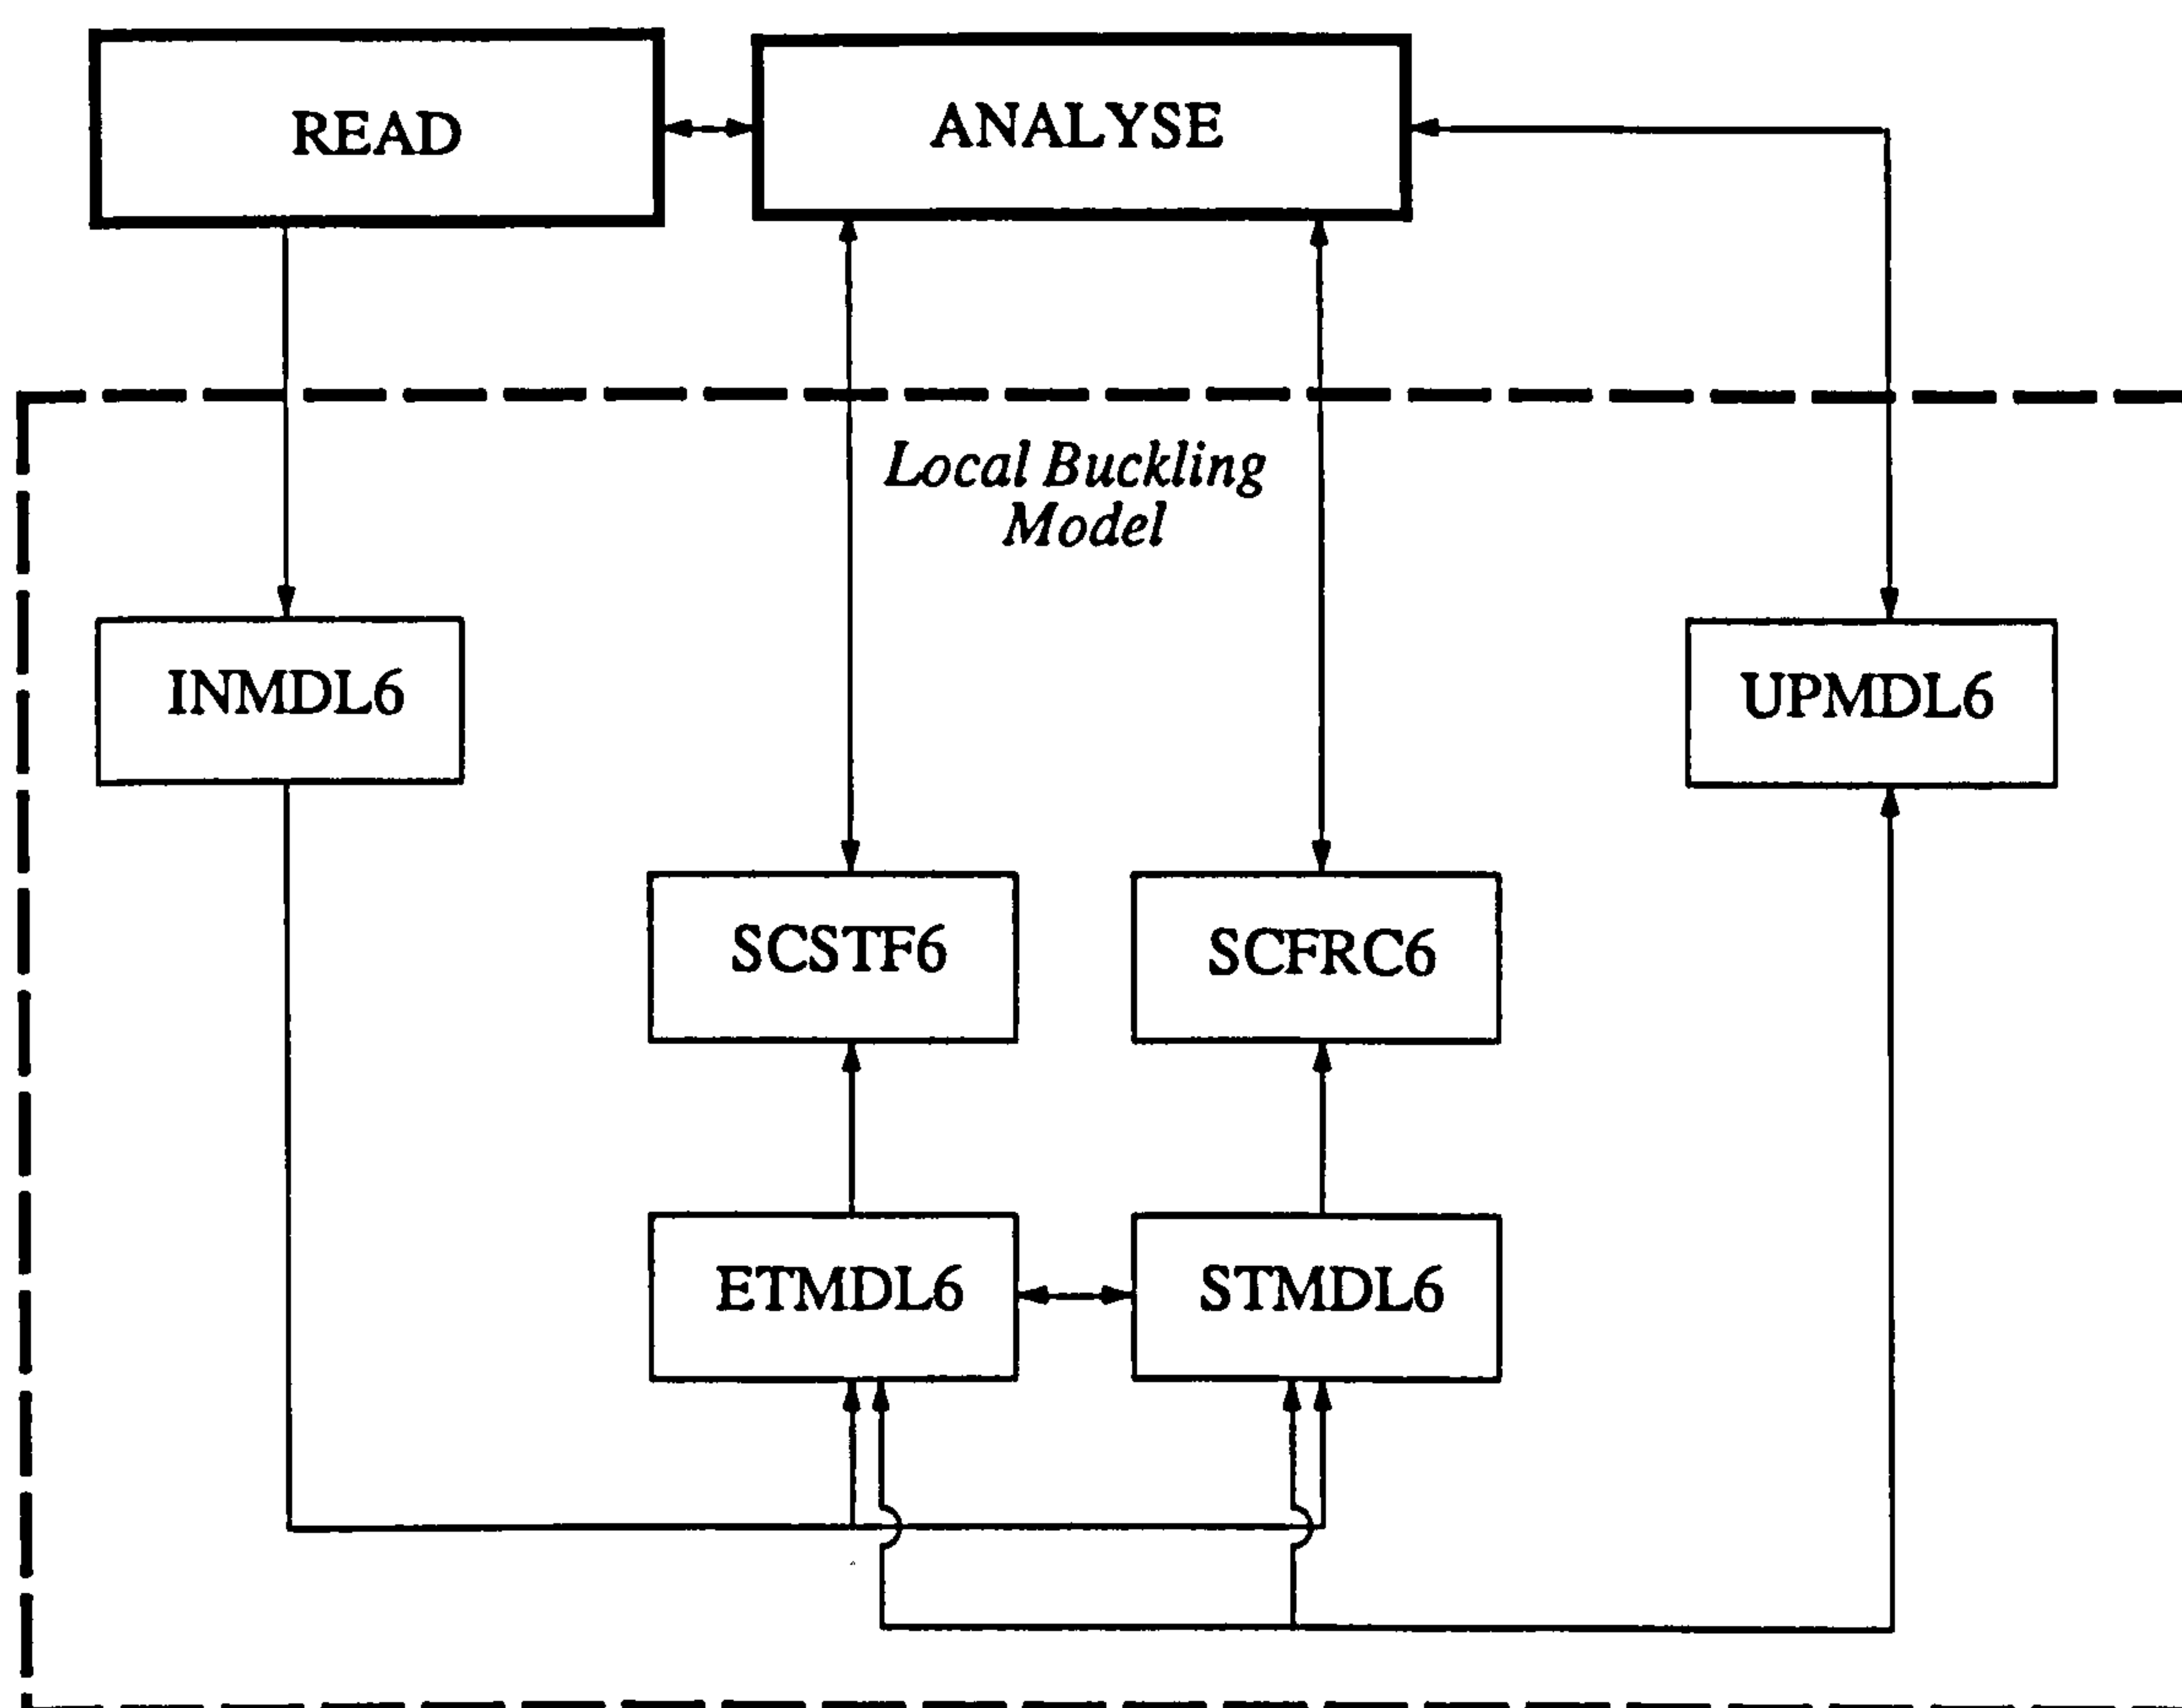 READ
ANALYSE
Local Buckling
Model
INMDL6
UPMDL6
SCSTF6
SCFRC6
ETMDL6
STMDL6